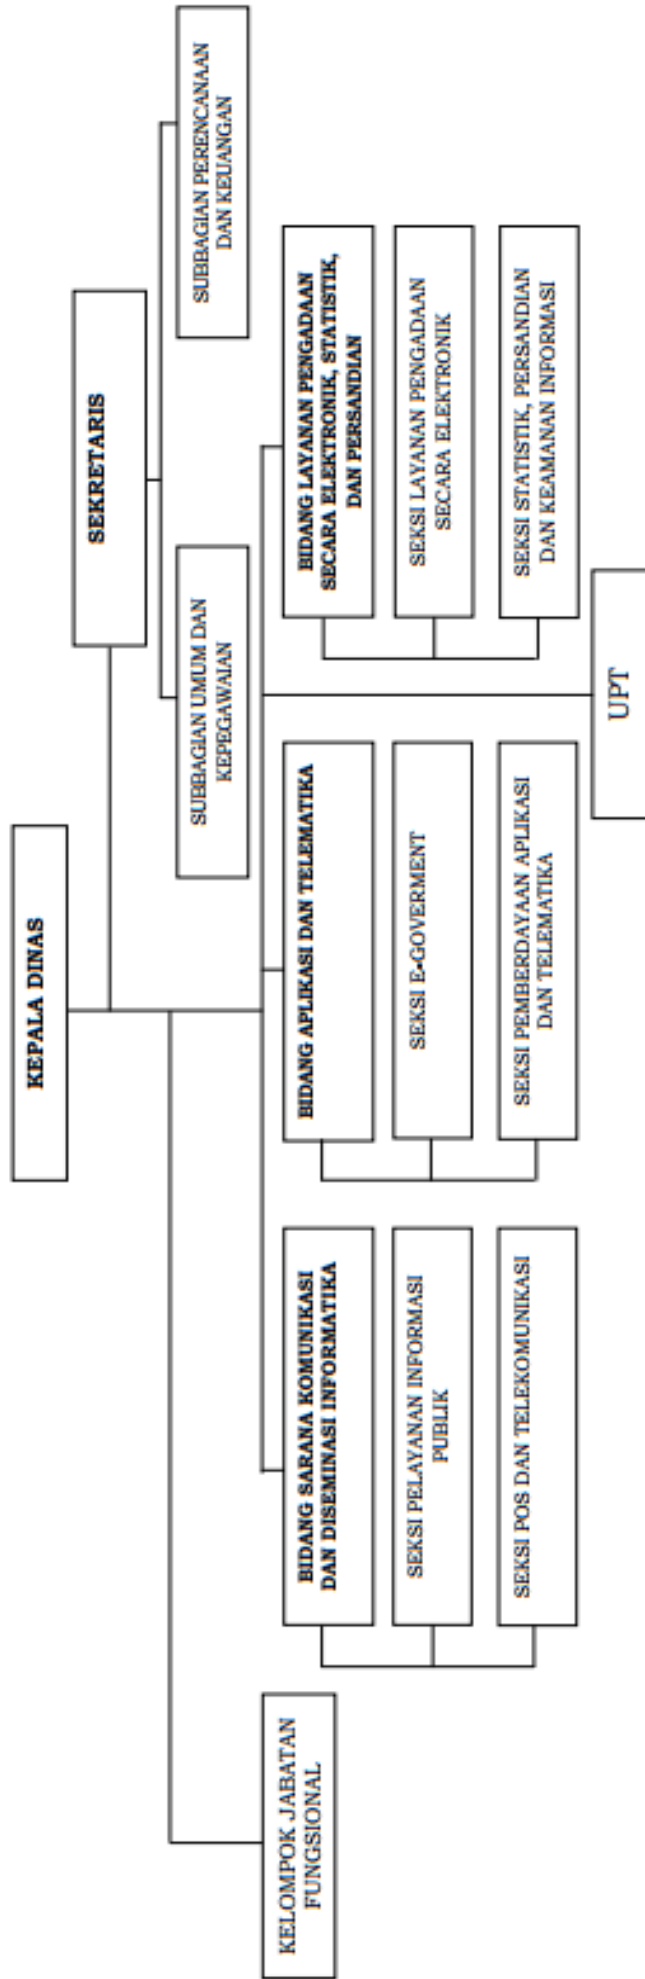 KEPALA DINAS
SEKRETARIS
SUBBAGIAN UMUM DAN
KEPEGAWAIAN
SUBBAGIAN PERENCANAAN
DAN KEUANGAN
KELOMPOK JABATAN
FUNGSIONAL
BIDANG SARANA KOMUNIKASI
DAN DISEMINASI INFORMATIKA
SEKSI PELAYANAN INFORMASI
PUBLIK
SEKSI POS DAN TELEKOMUNIKASI
BIDANG APLIKASI DAN TELEMATIKA
SEKSI E-GOVERMENT
SEKSI PEMBERDAYAAN APLIKASI
DAN TELEMATIKA
BIDANG LAYANAN PENGADAAN
SECARA ELEKTRONIK, STATISTIK,
DAN PERSANDIAN
SEKSI LAYANAN PENGADAAN
SECARA ELEKTRONIK
SEKSI STATISTIK, PERSANDIAN
DAN KEAMANAN INFORMASI
UPT